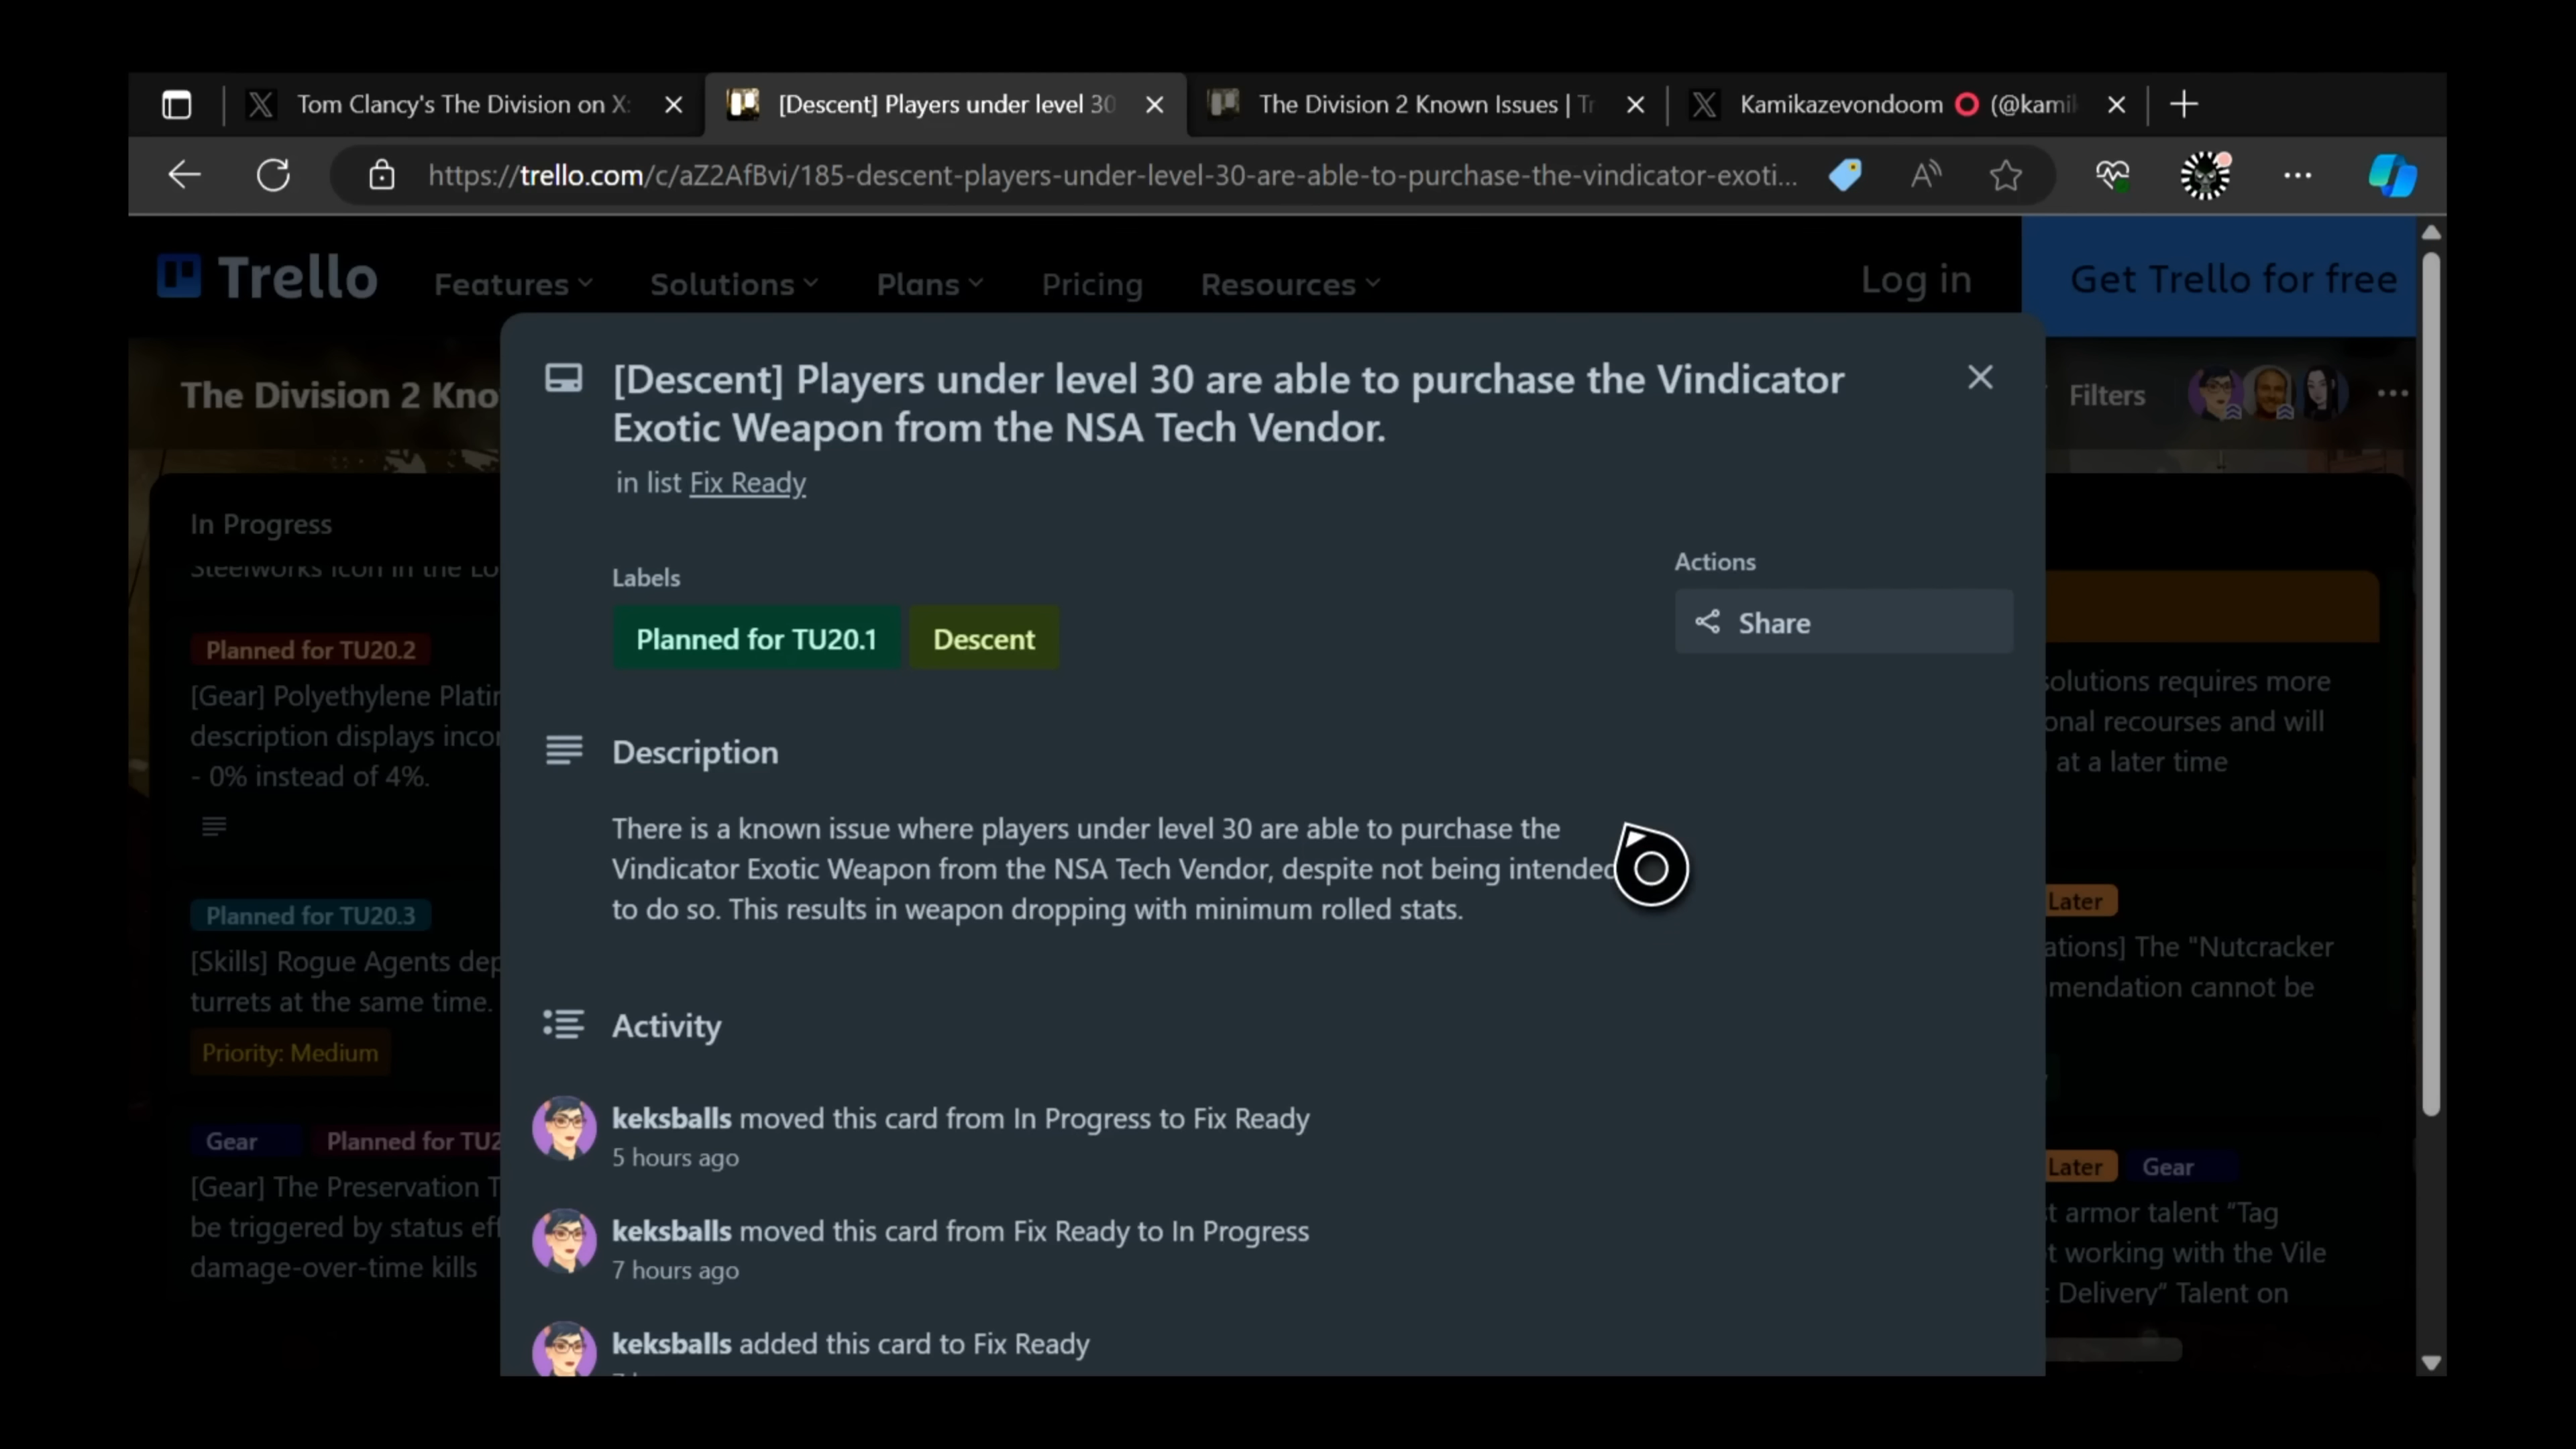 Tom Clancy's The Division on X:
[Descent] Players under level 30
The Division 2 Known Issues |
Kamikazevondoom (@kami
https://trello.com/c/aZ2AfBvi/185-descent-players-under-level-30-are-able-to-purchase-the-vindicator-exoti...
Trello
Features
Solutions
Plans
Pricing
Resources
Log in
Get Trello for free
The Division 2 Kno
Filters
[Descent] Players under level 30 are able to purchase the Vindicator
Exotic Weapon from the NSA Tech Vendor.
in list Fix Ready
Labels
Planned for TU20.1
Descent
Actions
Share
Description
There is a known issue where players under level 30 are able to purchase the
Vindicator Exotic Weapon from the NSA Tech Vendor, despite not being intended
to do so. This results in weapon dropping with minimum rolled stats.
Activity
keksballs moved this card from In Progress to Fix Ready
5 hours ago
keksballs moved this card from Fix Ready to In Progress
7 hours ago
keksballs added this card to Fix Ready
In Progress
Steelworks icon in the Lo
Planned for TU20.2
[Gear] Polyethylene Platin
description displays incor
- 0% instead of 4%.
Planned for TU20.3
[Skills] Rogue Agents dep
turrets at the same time.
Priority: Medium
Gear
Planned for TU2
[Gear] The Preservation T
be triggered by status eff
damage-over-time kills
solutions requires more
onal recourses and will
at a later time
Later
ations] The "Nutcracker
mendation cannot be
Later
Gear
t armor talent "Tag
t working with the Vile
Delivery" Talent on